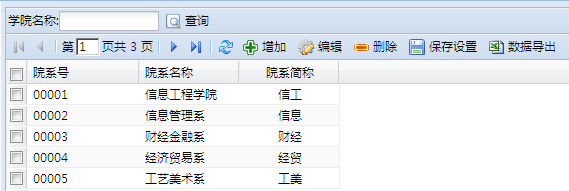 学院名称: 查询
第 1 页共 3 页 增加 编辑 删除 保存设置 数据导出
院系号 院系名称 院系简称
00001 信息工程学院 信工
00002 信息管理系 信息
00003 财经金融系 财经
00004 经济贸易系 经贸
00005 工艺美术系 工美